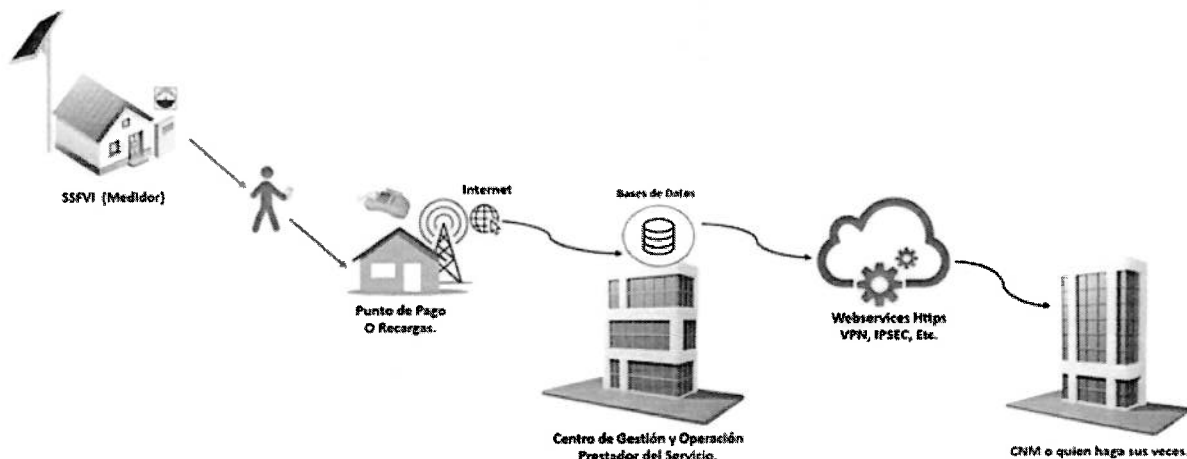 SSFVI (Medidor)
Internet
Punto de Pago
O Recargas.
Bases de Datos
Centro de Gestión y Operación
Prestador del Servicio.
Webservices Https
VPN, IPSEC, Etc.
CNM o quien haga sus veces.